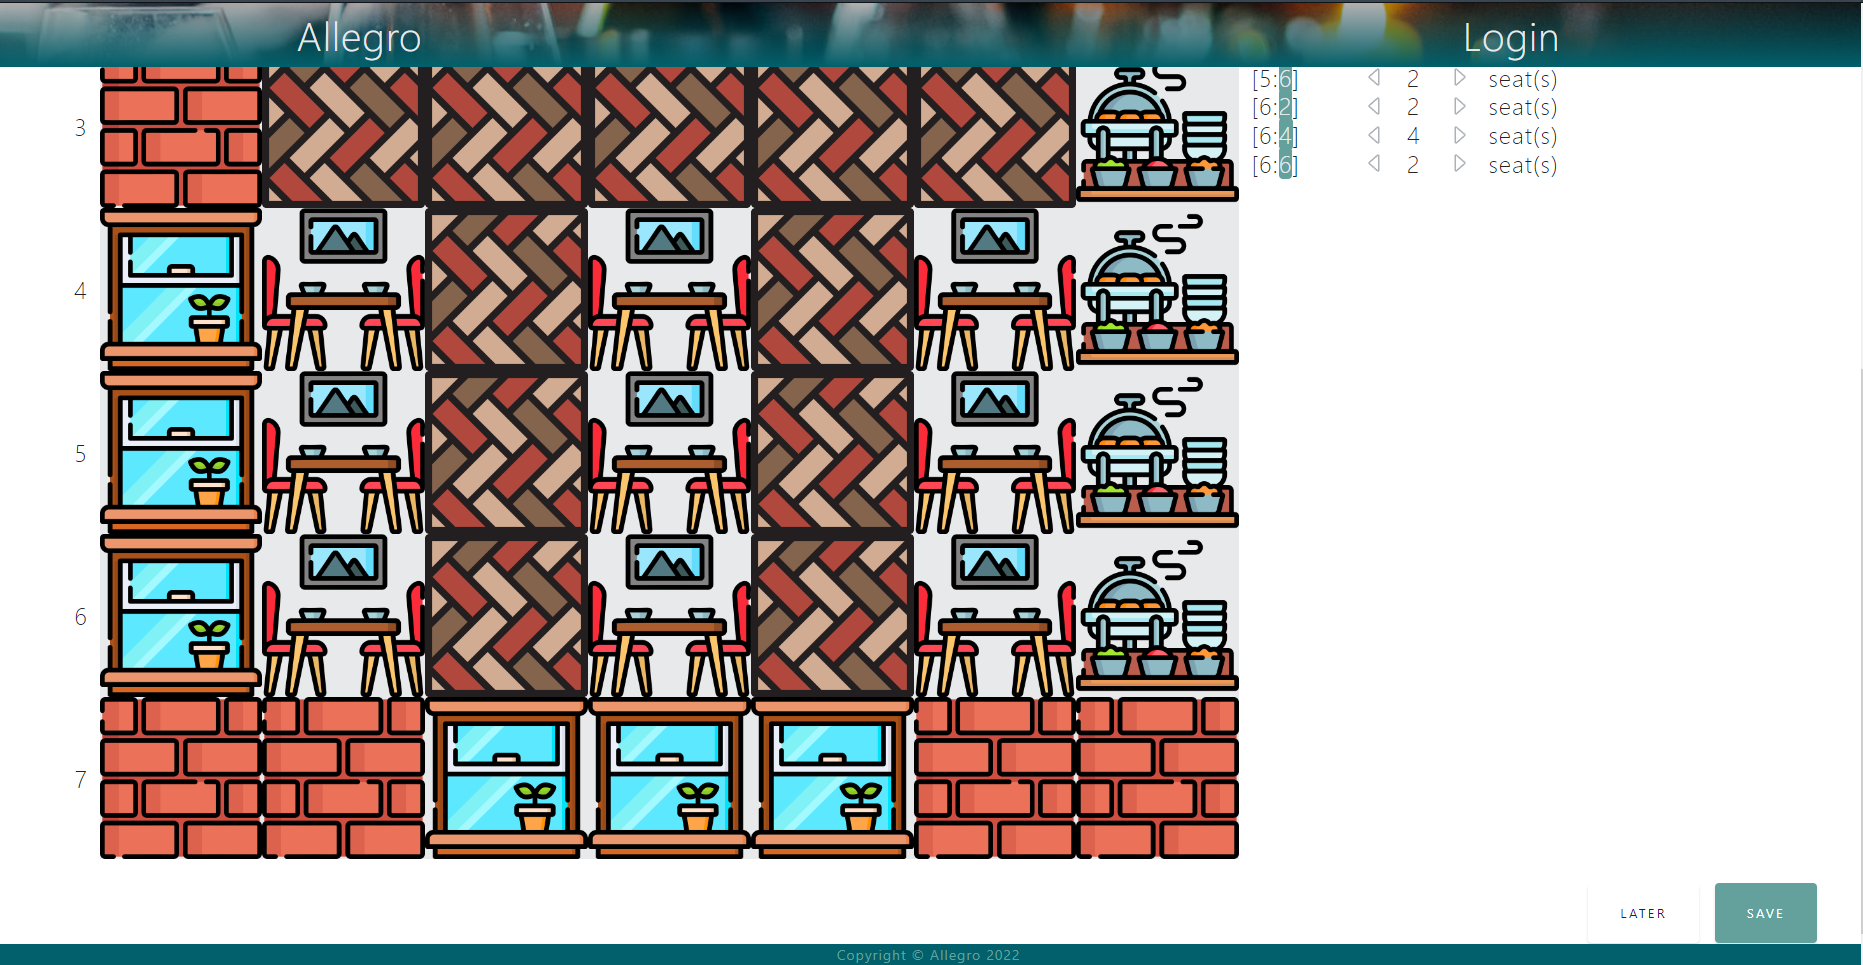 Allegro Login
[5:6] 2 seat(s)
[6:2] 2 seat(s)
3 [6:4] 4 seat(s)
[6:6] 2 seat(s)
4
5
6
7
LATER SAVE
Copyright © Allegro 2022